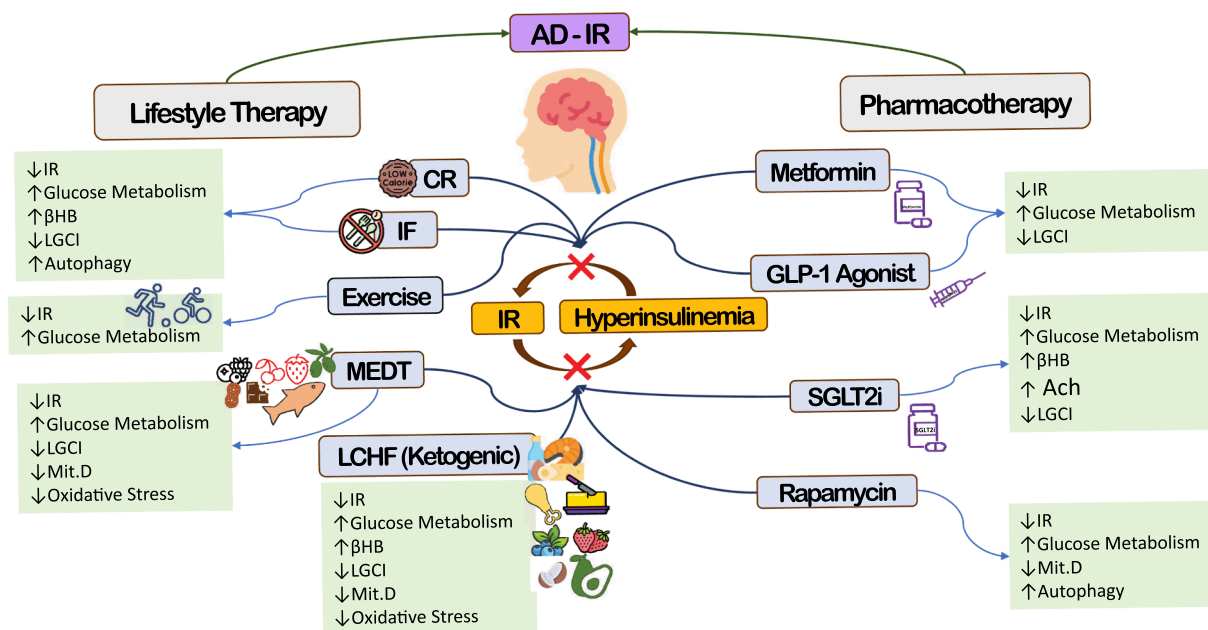 AD - IR
Lifestyle Therapy
Pharmacotherapy
↓IR
↑Glucose Metabolism
↑βHB
↓LGCI
↑Autophagy
LOW
Calorie
CR
IF
Exercise
↓IR
↑Glucose Metabolism
MEDT
↓IR
↑Glucose Metabolism
↓LGCI
↓Mit.D
↓Oxidative Stress
LCHF (Ketogenic)
↓IR
↑Glucose Metabolism
↑βHB
↓LGCI
↓Mit.D
↓Oxidative Stress
IR
Hyperinsulinemia
Metformin
Metformin
GLP-1 Agonist
↓IR
↑Glucose Metabolism
↓LGCI
SGLT2i
SGLT2i
↓IR
↑Glucose Metabolism
↑βHB
↑ Ach
↓LGCI
Rapamycin
↓IR
↑Glucose Metabolism
↓Mit.D
↑Autophagy